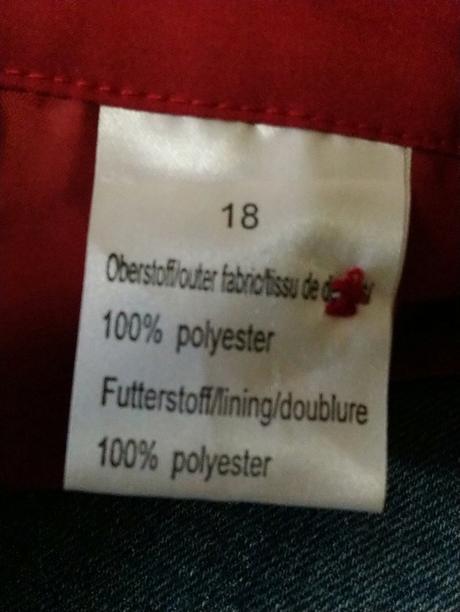 18
Oberstoff/outer fabric/tissu de
100% polyester
Futterstoff/lining/doublure
100% polyester